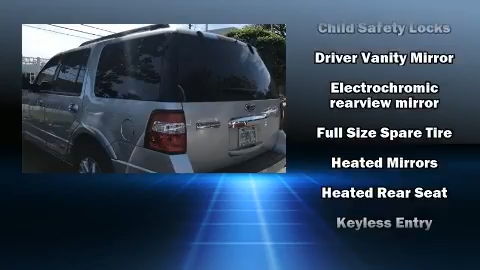 Child Safety Locks
Driver Vanity Mirror
Electrochromic
rearview mirror
Full Size Spare Tire
Heated Mirrors
Heated Rear Seat
Keyless Entry